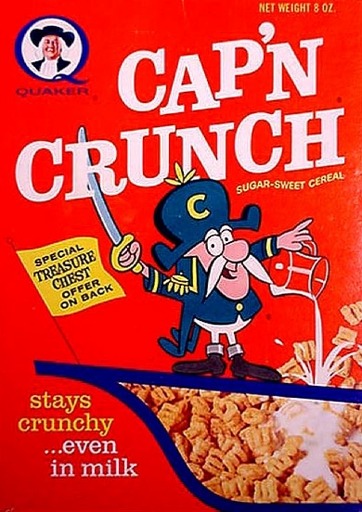 NET WEIGHT 8 OZ.
QUAKER
CAP'N
CRUNCH
SUGAR-SWEET CEREAL
C
SPECIAL
TREASURE
CHEST
OFFER
ON BACK
stays
crunchy
...even
in milk